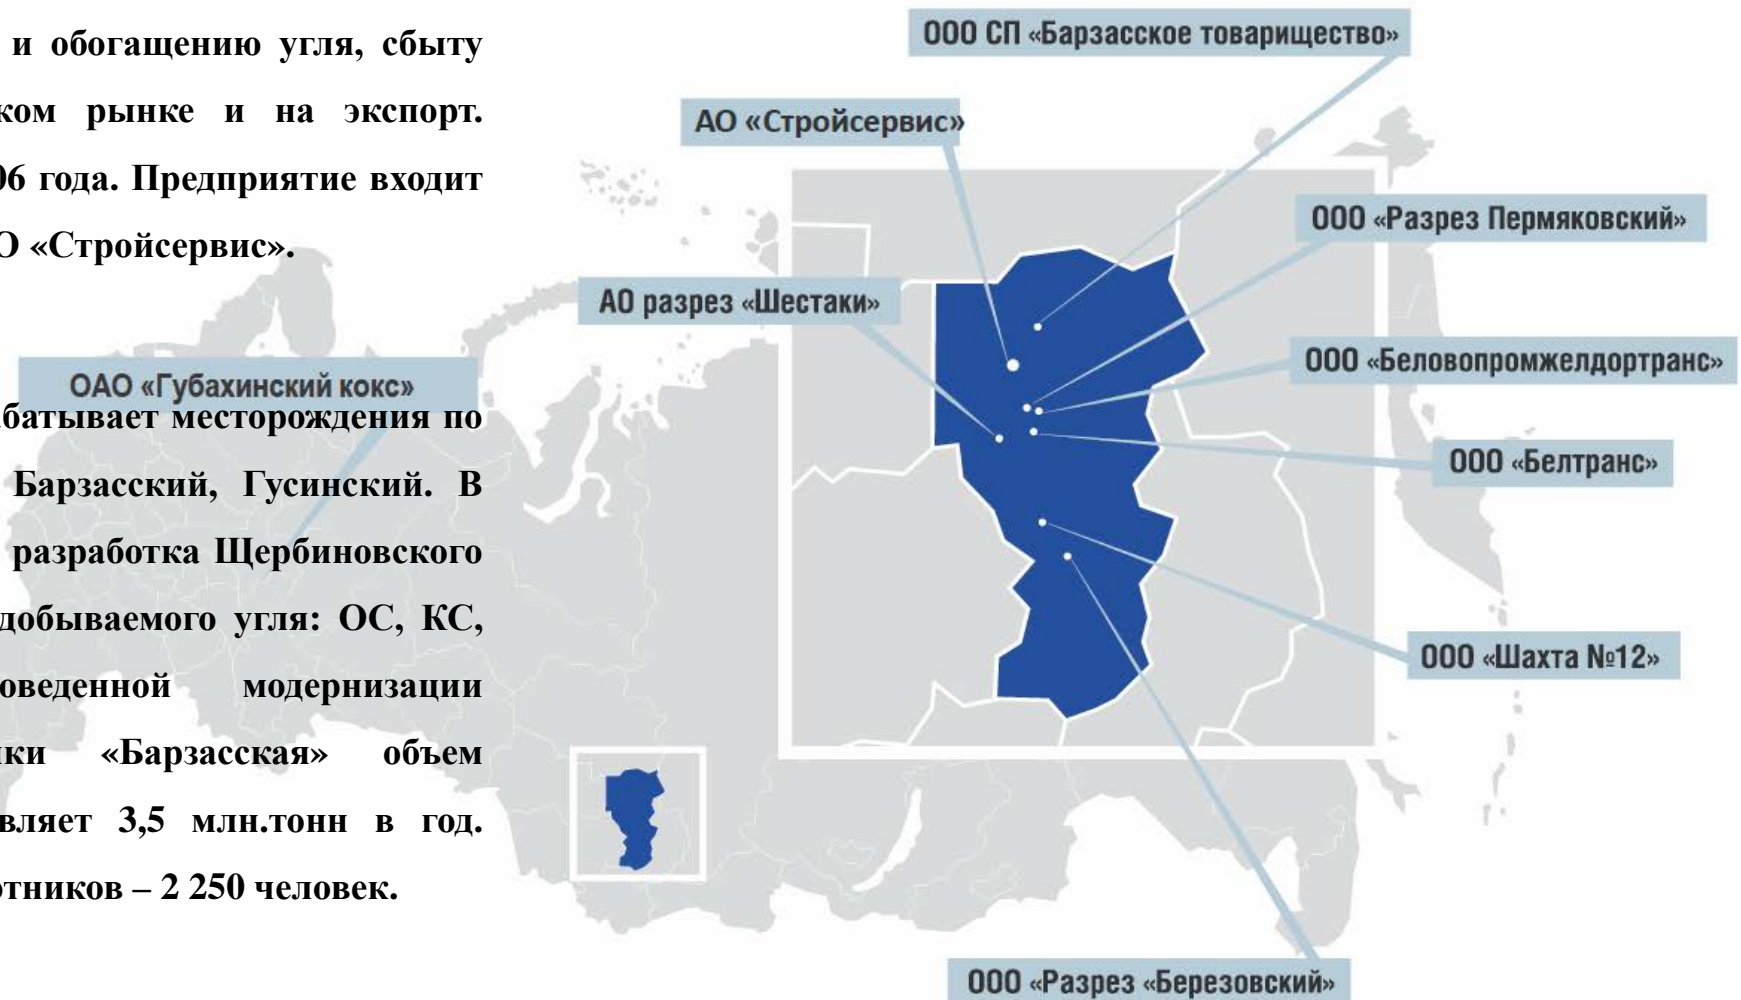 и обогащению угля, сбыту
ком рынке и на экспорт.
06 года. Предприятие входит
О «Стройсервис».
батывает месторождения по
Барзасский, Гусинский. В
разработка Щербиновского
добываемого угля: ОС, КС,
оведенной модернизации
ки «Барзасская» объем
вляет 3,5 млн.тонн в год.
отников – 2 250 человек.
ООО СП «Барзасское товарищество»
АО «Стройсервис»
ООО «Разрез Пермяковский»
АО разрез «Шестаки»
ООО «Беловопромжелдортранс»
ОАО «Губахинский кокс»
ООО «Белтранс»
ООО «Шахта №12»
ООО «Разрез «Березовский»